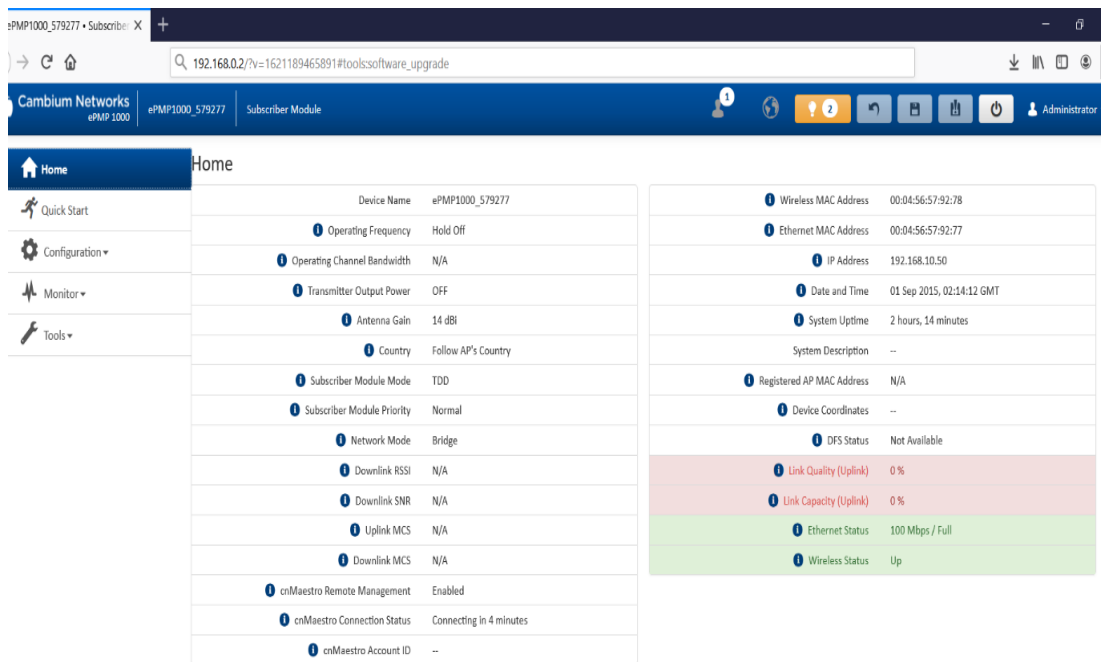 ePMP1000_579277 • Subscriber
192.168.0.2/?v=1621189465891#tools:software_upgrade
Cambium Networks
ePMP 1000
ePMP1000_579277
Subscriber Module
1
2
Administrator
Home
Quick Start
Configuration
Monitor
Tools
Home
Device Name ePMP1000_579277
Operating Frequency Hold Off
Operating Channel Bandwidth N/A
Transmitter Output Power OFF
Antenna Gain 14 dBi
Country Follow AP's Country
Subscriber Module Mode TDD
Subscriber Module Priority Normal
Network Mode Bridge
Downlink RSSI N/A
Downlink SNR N/A
Uplink MCS N/A
Downlink MCS N/A
cnMaestro Remote Management Enabled
cnMaestro Connection Status Connecting in 4 minutes
cnMaestro Account ID --
Wireless MAC Address 00:04:56:57:92:78
Ethernet MAC Address 00:04:56:57:92:77
IP Address 192.168.10.50
Date and Time 01 Sep 2015, 02:14:12 GMT
System Uptime 2 hours, 14 minutes
System Description --
Registered AP MAC Address N/A
Device Coordinates --
DFS Status Not Available
Link Quality (Uplink) 0 %
Link Capacity (Uplink) 0 %
Ethernet Status 100 Mbps / Full
Wireless Status Up